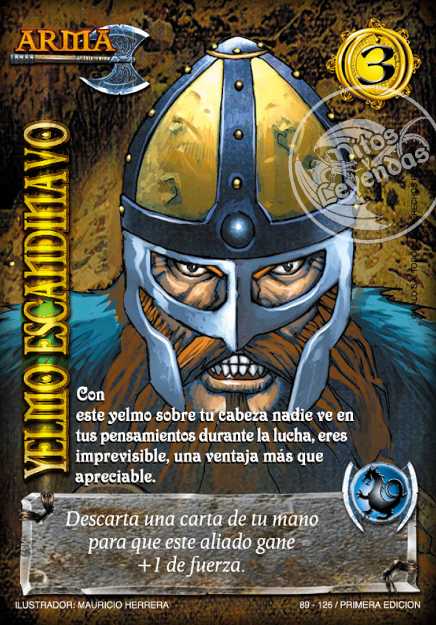 ARMA
3
Mitos
y
Leyendas
YELMO ESCANDINAVO
Con
este yelmo sobre tu cabeza nadie ve en
tus pensamientos durante la lucha, eres
imprevisible, una ventaja más que
apreciable.
Descarta una carta de tu mano
para que este aliado gane
+1 de fuerza.
ILUSTRADOR: MAURICIO HERRERA
89 - 126 / PRIMERA EDICION